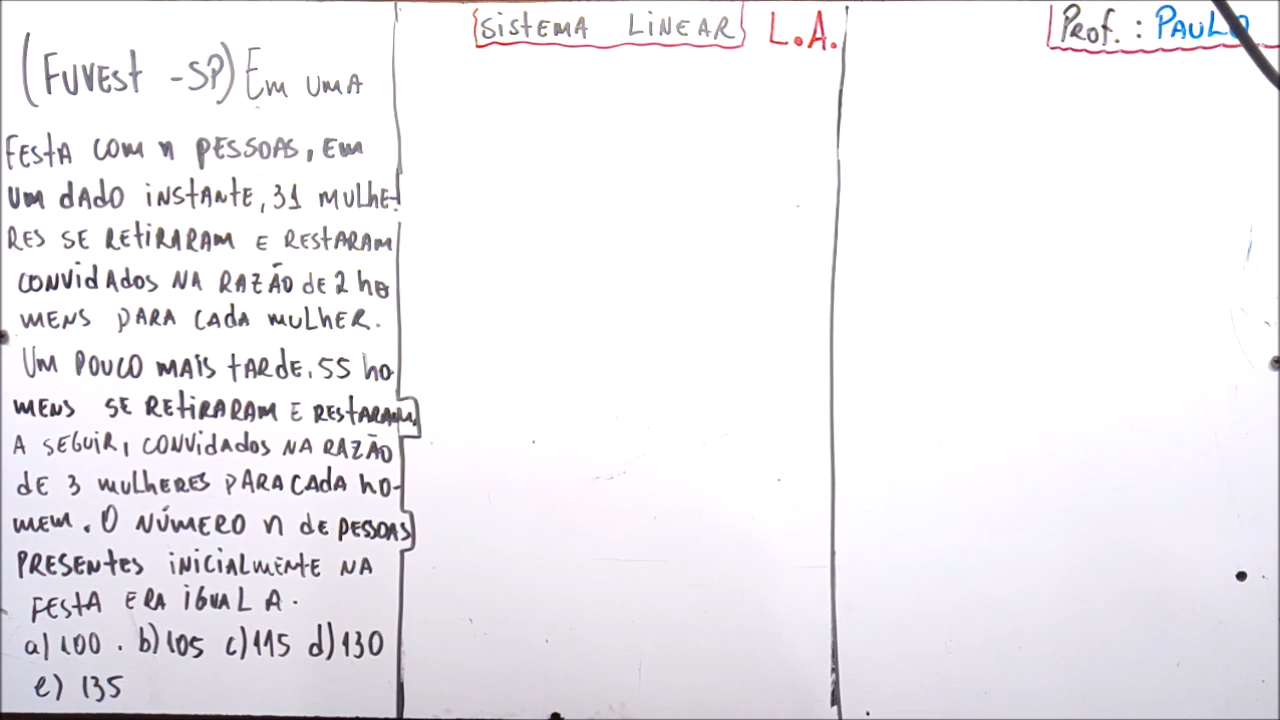 (FUVEST - SP) EM UMA
FESTA COM n PESSOAS, EM
UM DADO INSTANTE, 31 MULHE-
RES SE RETIRARAM E RESTARAM
CONVIDADOS NA RAZÃO DE 2 HO
MENS PARA CADA MULHER.
UM POUCO MAIS TARDE. 55 HO
MENS SE RETIRARAM E RESTARAM,
A SEGUIR, CONVIDADOS NA RAZÃO
DE 3 MULHERES PARA CADA HO-
MEM. O NÚMERO n DE PESSOAS
PRESENTES INICIALMENTE NA
FESTA ERA IGUAL A.
a) 100 . b) 105 c) 115 d) 130
e) 135
SISTEMA LINEAR L.A.
Prof. : PAULO